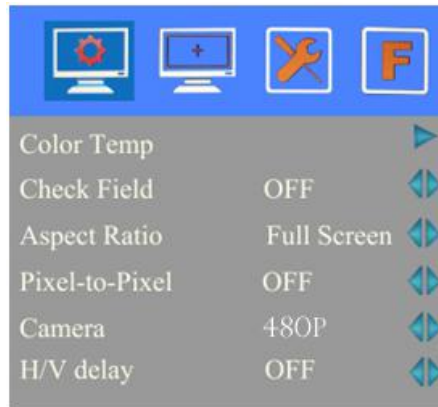 F
Color Temp
Check Field OFF
Aspect Ratio Full Screen
Pixel-to-Pixel OFF
Camera 480P
H/V delay OFF